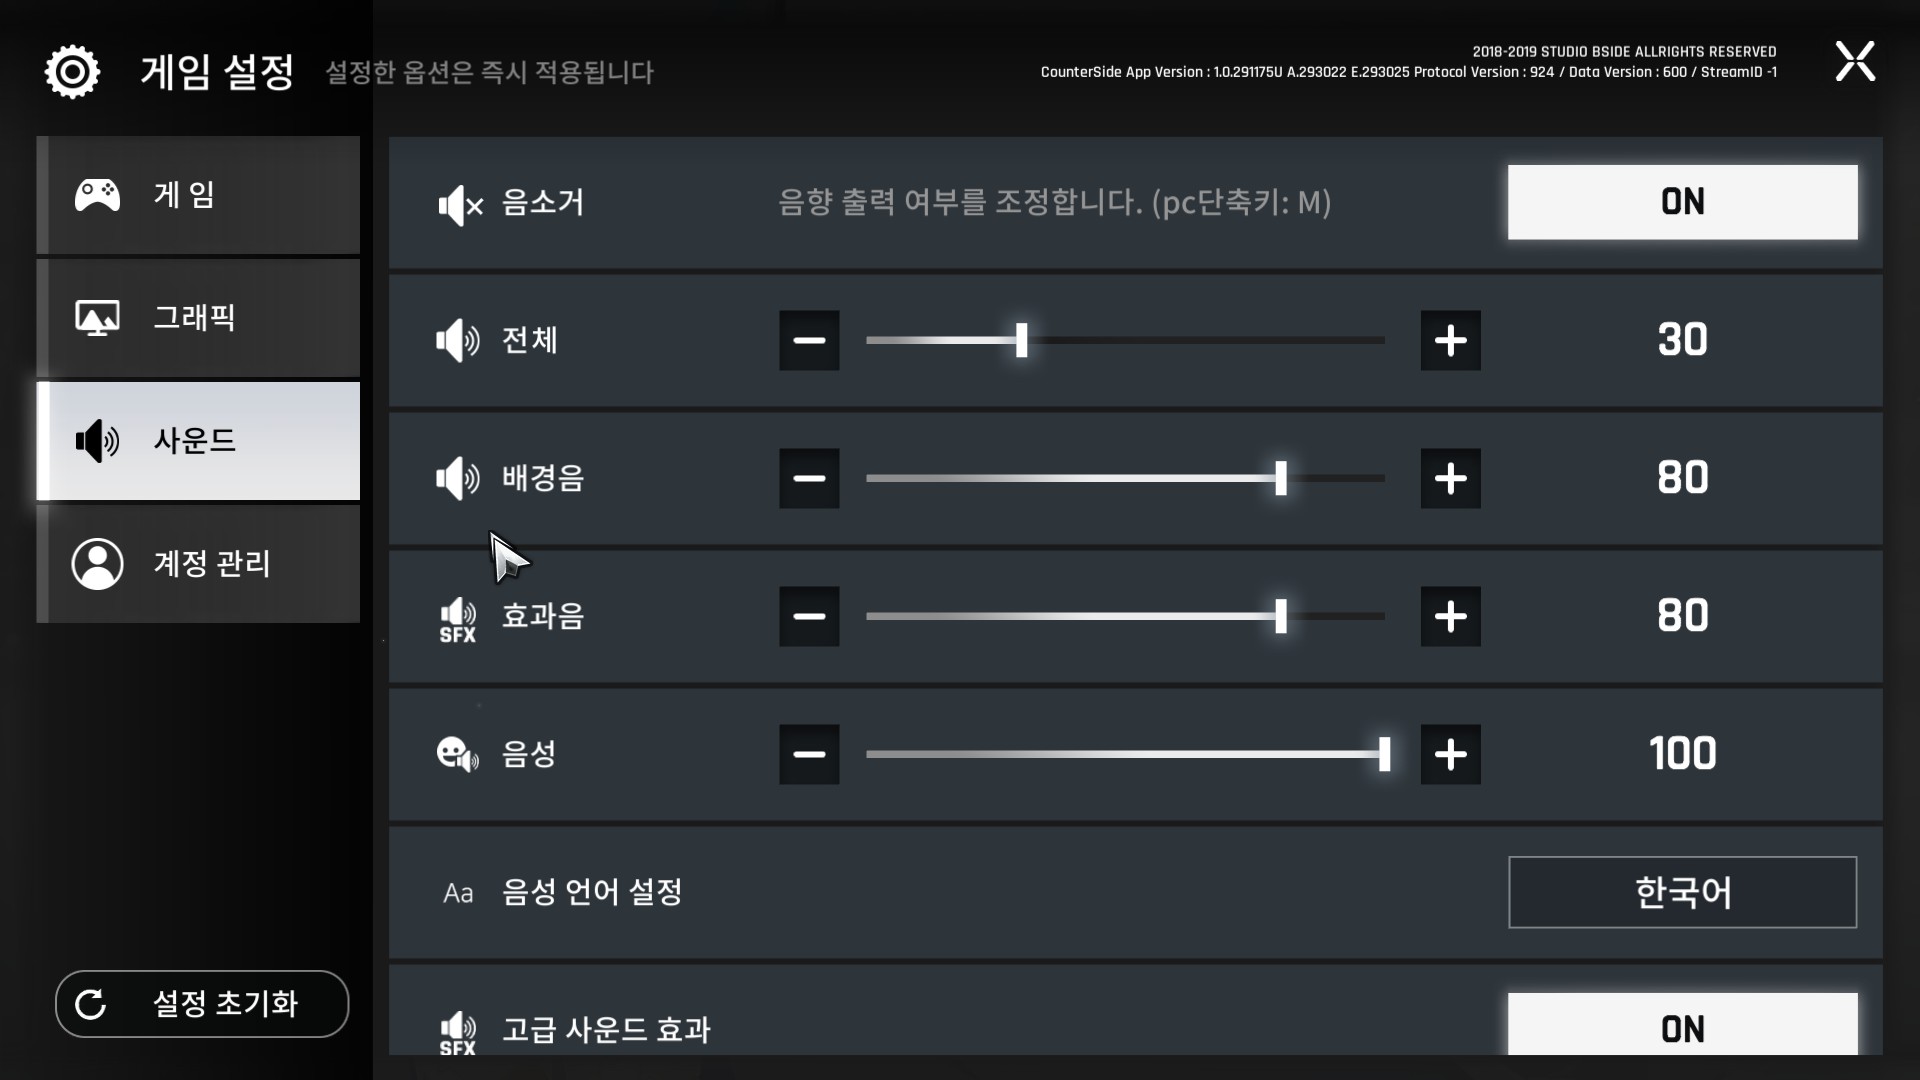 게임 설정 설정한 옵션은 즉시 적용됩니다
2018-2019 STUDIO BSIDE ALLRIGHTS RESERVED
CounterSide App Version : 1.0.291175U A.293022 E.293025 Protocol Version : 924 / Data Version : 600 / StreamID -1
게 임
그래픽
사운드
계정 관리
설정 초기화
음소거 음향 출력 여부를 조정합니다. (pc단축키: M) ON
전체 30
배경음 80
SFX 효과음 80
음성 100
Aa 음성 언어 설정 한국어
SFX 고급 사운드 효과 ON